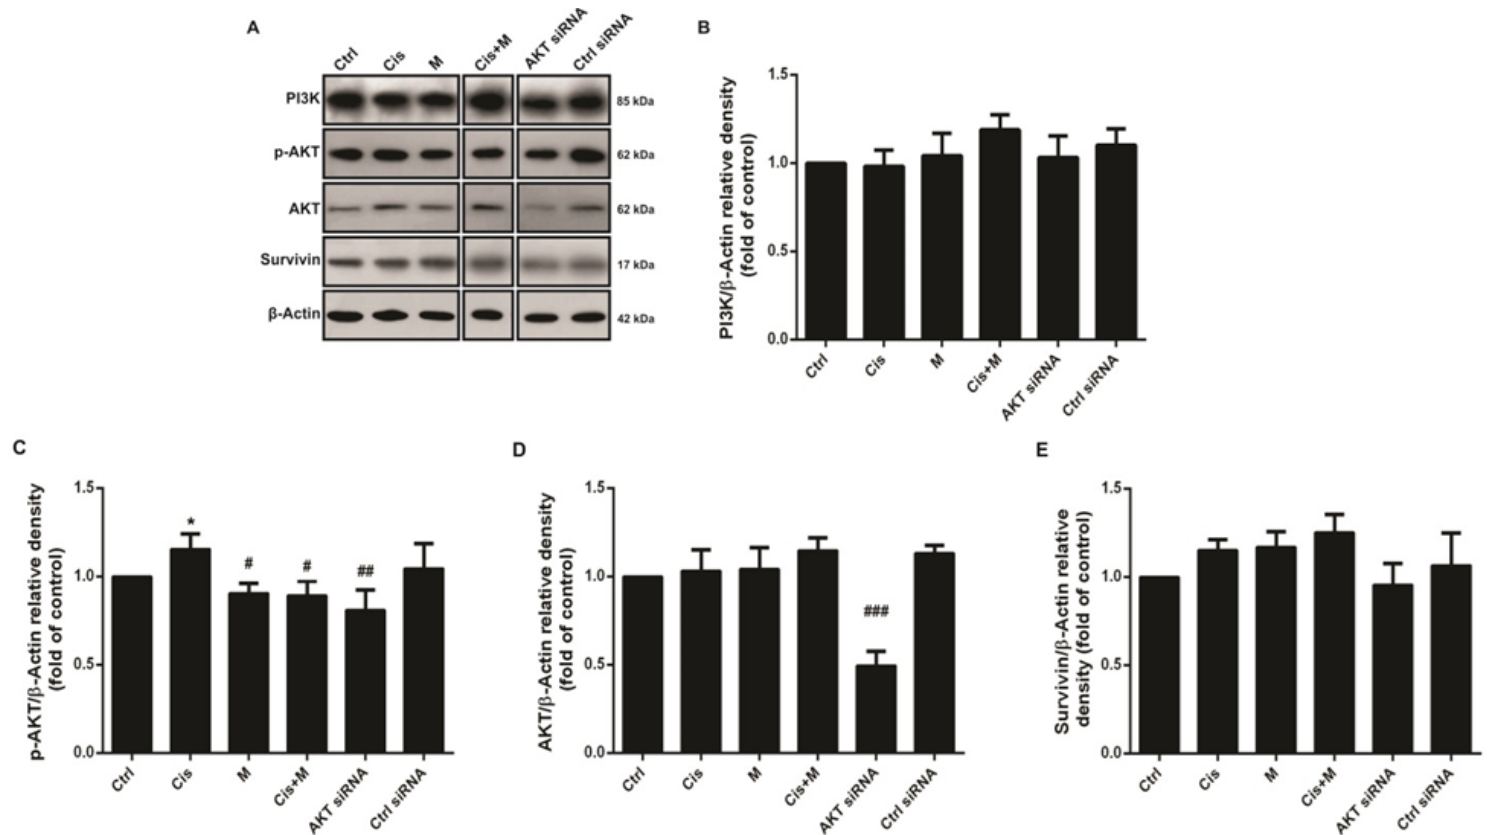 A
Ctrl
Cis
M
Cis+M
AKT siRNA
Ctrl siRNA
PI3K
85 kDa
p-AKT
62 kDa
AKT
62 kDa
Survivin
17 kDa
β-Actin
42 kDa
B
PI3K/β-Actin relative density
(fold of control)
1.5
1.0
0.5
0.0
Ctrl
Cis
M
Cis+M
AKT siRNA
Ctrl siRNA
C
p-AKT/β-Actin relative density
(fold of control)
1.5
1.0
0.5
0.0
*
#
#
##
Ctrl
Cis
M
Cis+M
AKT siRNA
Ctrl siRNA
D
AKT/β-Actin relative density
(fold of control)
1.5
1.0
0.5
0.0
###
Ctrl
Cis
M
Cis+M
AKT siRNA
Ctrl siRNA
E
Survivin/β-Actin relative
density (fold of control)
1.5
1.0
0.5
0.0
Ctrl
Cis
M
Cis+M
AKT siRNA
Ctrl siRNA